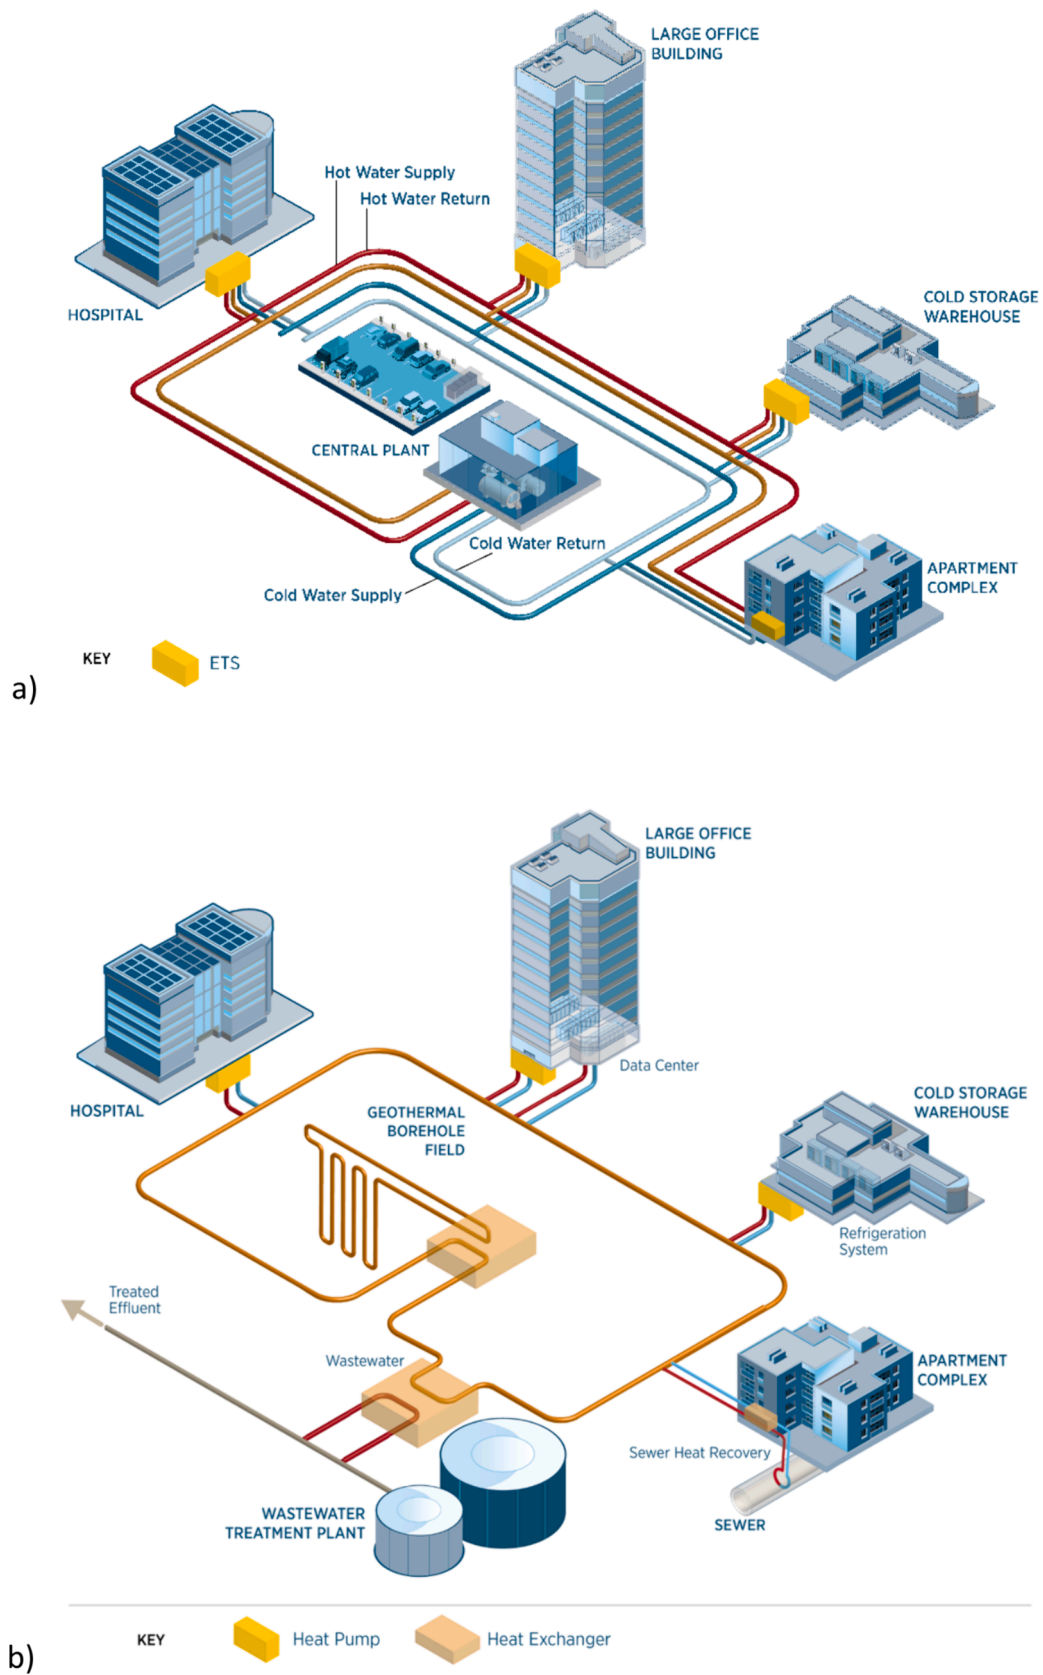 LARGE OFFICE
BUILDING
Hot Water Supply
Hot Water Return
HOSPITAL
COLD STORAGE
WAREHOUSE
CENTRAL PLANT
Cold Water Return
Cold Water Supply
APARTMENT
COMPLEX
KEY
ETS
a)
LARGE OFFICE
BUILDING
Data Center
HOSPITAL
GEOTHERMAL
BOREHOLE
FIELD
COLD STORAGE
WAREHOUSE
Refrigeration
System
Treated
Effluent
Wastewater
APARTMENT
COMPLEX
Sewer Heat Recovery
WASTEWATER
TREATMENT PLANT
SEWER
KEY
Heat Pump
Heat Exchanger
b)